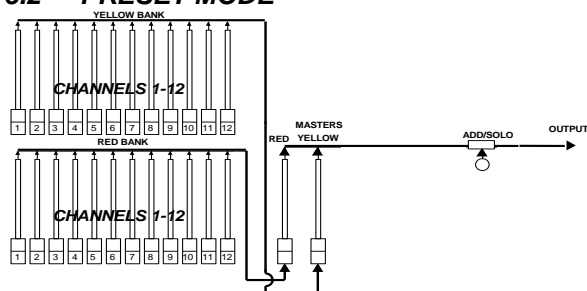 PRESET MODE
YELLOW BANK
CHANNELS 1-12
1 2 3 4 5 6 7 8 9 10 11 12
RED BANK
MASTERS
RED YELLOW
ADD/SOLO
OUTPUT
CHANNELS 1-12
1 2 3 4 5 6 7 8 9 10 11 12